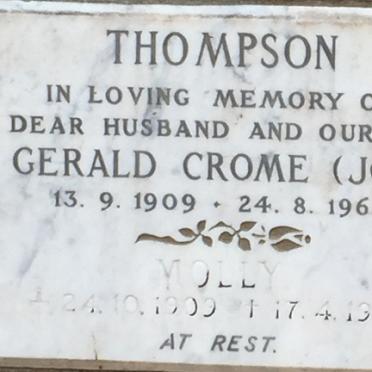 THOMPSON
IN LOVING MEMORY
DEAR HUSBAND AND OUR
GERALD CROME
13. 9. 1909 · 24. 8.
MOLLY
24.10.1909 † 17.4.
AT REST.